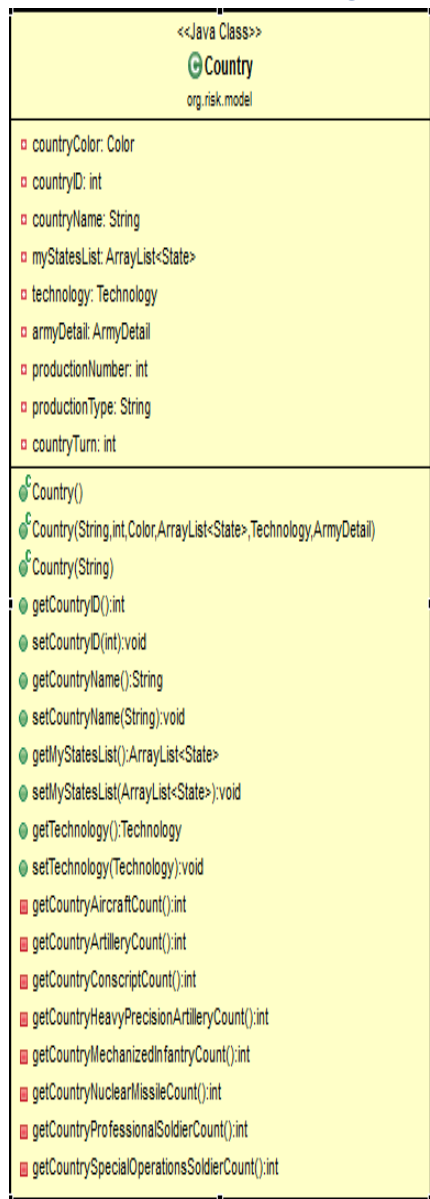 <<Java Class>>
Country
org.risk.model
countryColor: Color
countryID: int
countryName: String
myStatesList: ArrayList<State>
technology: Technology
armyDetail: ArmyDetail
productionNumber: int
productionType: String
countryTurn: int
Country()
Country(String,int,Color,ArrayList<State>,Technology,ArmyDetail)
Country(String)
getCountryID():int
setCountryID(int):void
getCountryName():String
setCountryName(String):void
getMyStatesList():ArrayList<State>
setMyStatesList(ArrayList<State>):void
getTechnology():Technology
setTechnology(Technology):void
getCountryAircraftCount():int
getCountryArtilleryCount():int
getCountryConscriptCount():int
getCountryHeavyPrecisionArtilleryCount():int
getCountryMechanizedInfantryCount():int
getCountryNuclearMissileCount():int
getCountryProfessionalSoldierCount():int
getCountrySpecialOperationsSoldierCount():int